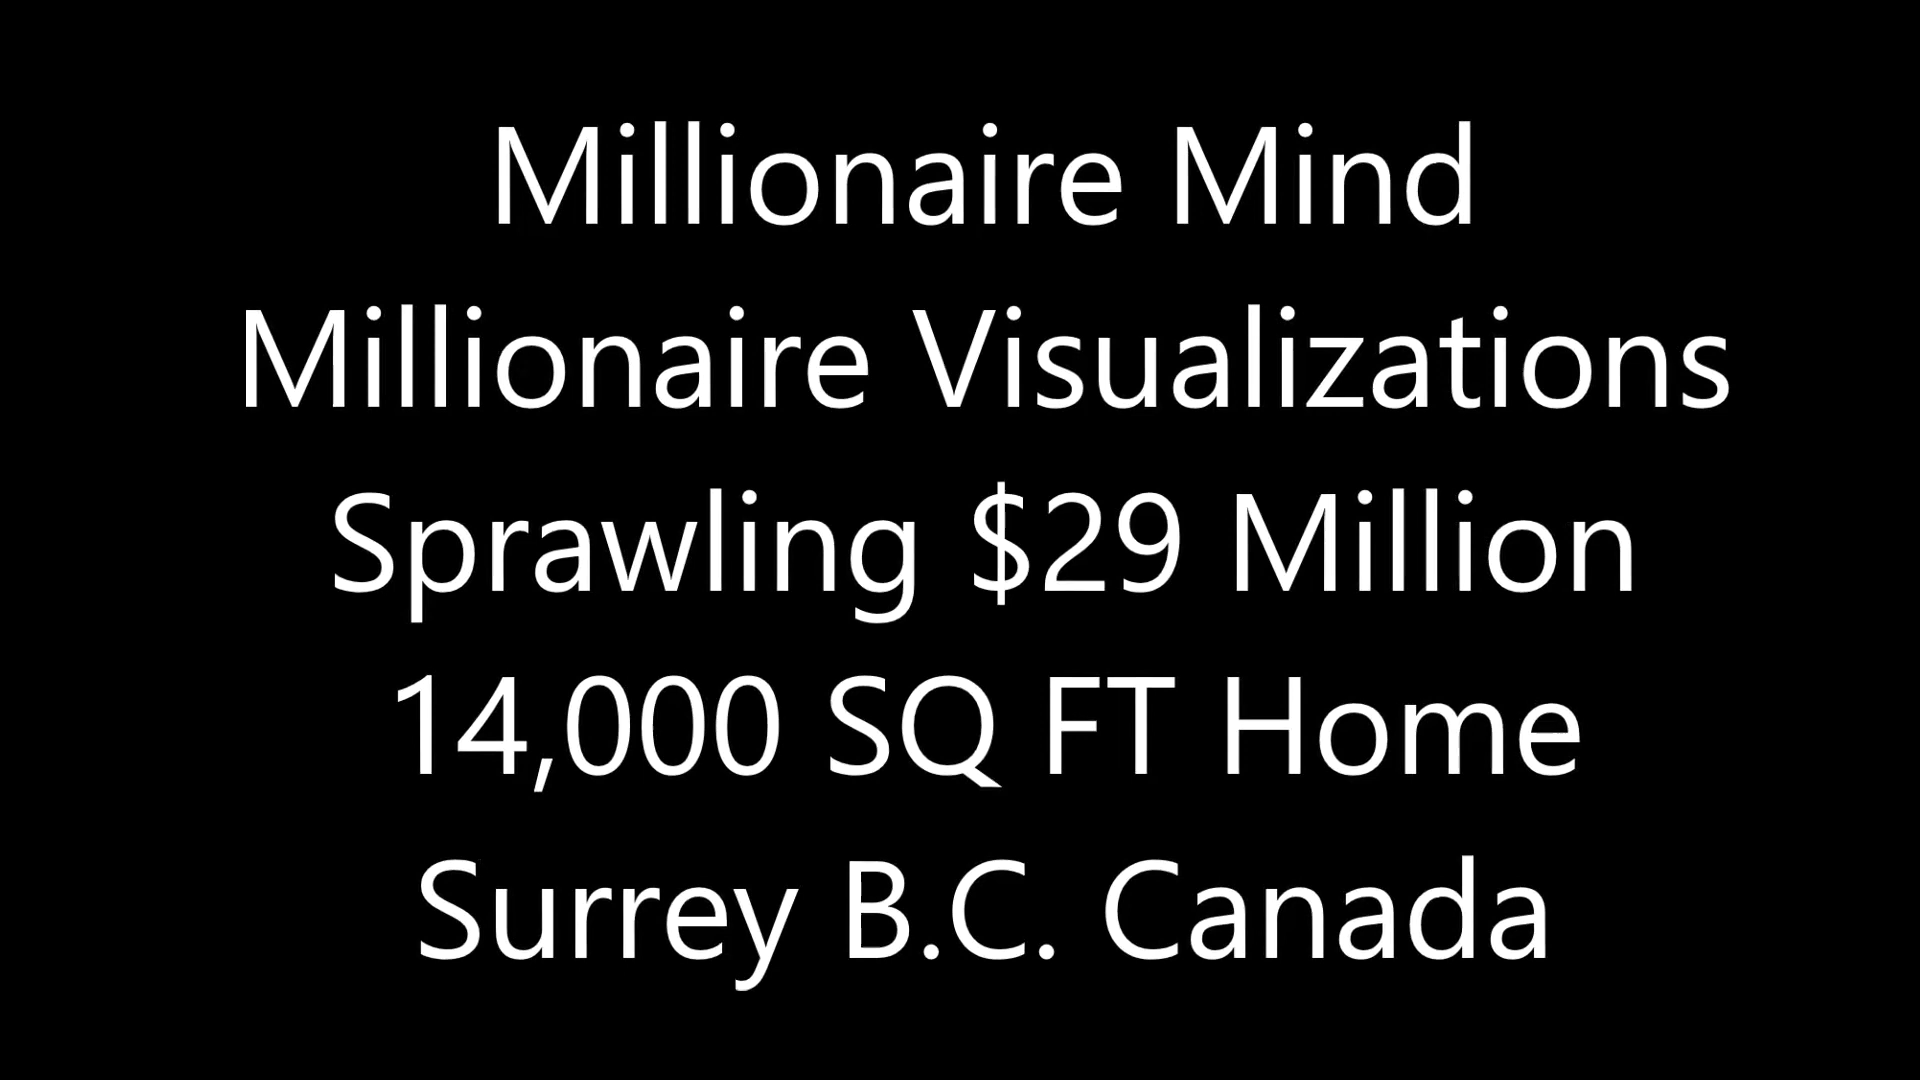 Millionaire Mind
Millionaire Visualizations
Sprawling $29 Million
14,000 SQ FT Home
Surrey B.C. Canada